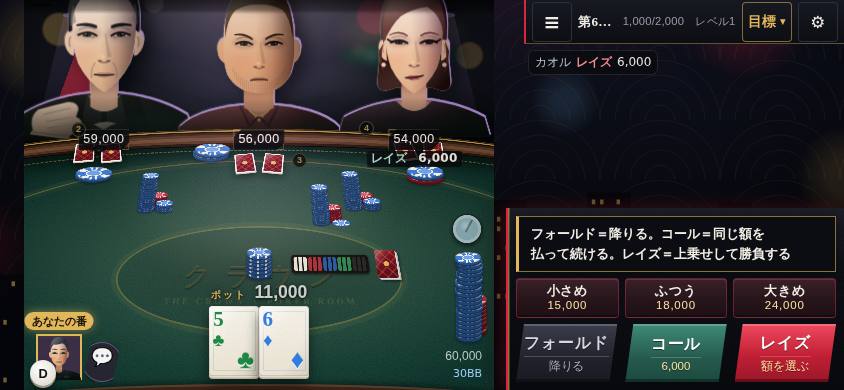 第6… 1,000/2,000 レベル1 目標 ▾
カオル レイズ 6,000
2 59,000
56,000 3
4 54,000
レイズ 6,000
フォールド＝降りる。コール＝同じ額を
払って続ける。レイズ＝上乗せして勝負する
小さめ 15,000
ふつう 18,000
大きめ 24,000
フォールド 降りる
コール 6,000
レイズ 額を選ぶ
ポット 11,000
5 6
あなたの番
D
60,000
30BB